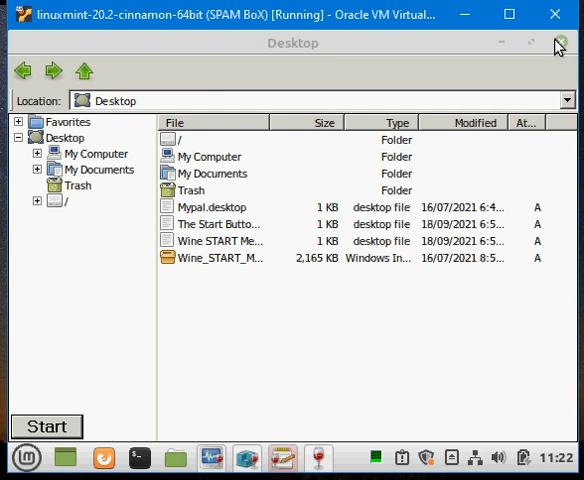 linuxmint-20.2-cinnamon-64bit (SPAM BoX) [Running] - Oracle VM Virtual...
Desktop
Location: Desktop
Favorites
Desktop
My Computer
My Documents
Trash
/
File Size Type Modified At...
/ Folder
My Computer Folder
My Documents Folder
Trash Folder
Mypal.desktop 1 KB desktop file 16/07/2021 6:4... A
The Start Butto... 1 KB desktop file 18/09/2021 6:5... A
Wine START Me... 1 KB desktop file 18/09/2021 6:5... A
Wine_START_M... 2,165 KB Windows In... 16/07/2021 8:5... A
Start
11:22